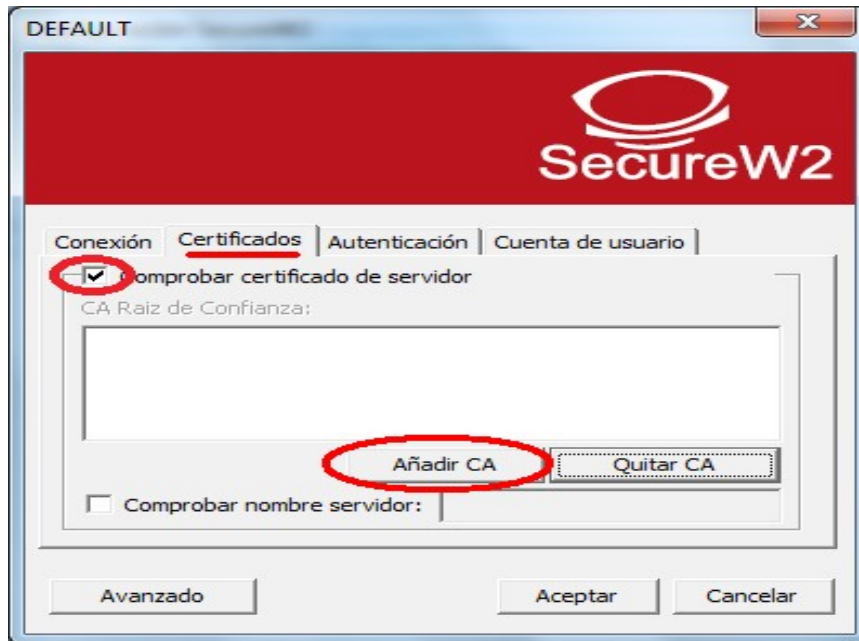 DEFAULT
SecureW2
Conexión Certificados Autenticación Cuenta de usuario
Comprobar certificado de servidor
CA Raiz de Confianza:
Añadir CA Quitar CA
Comprobar nombre servidor:
Avanzado Aceptar Cancelar